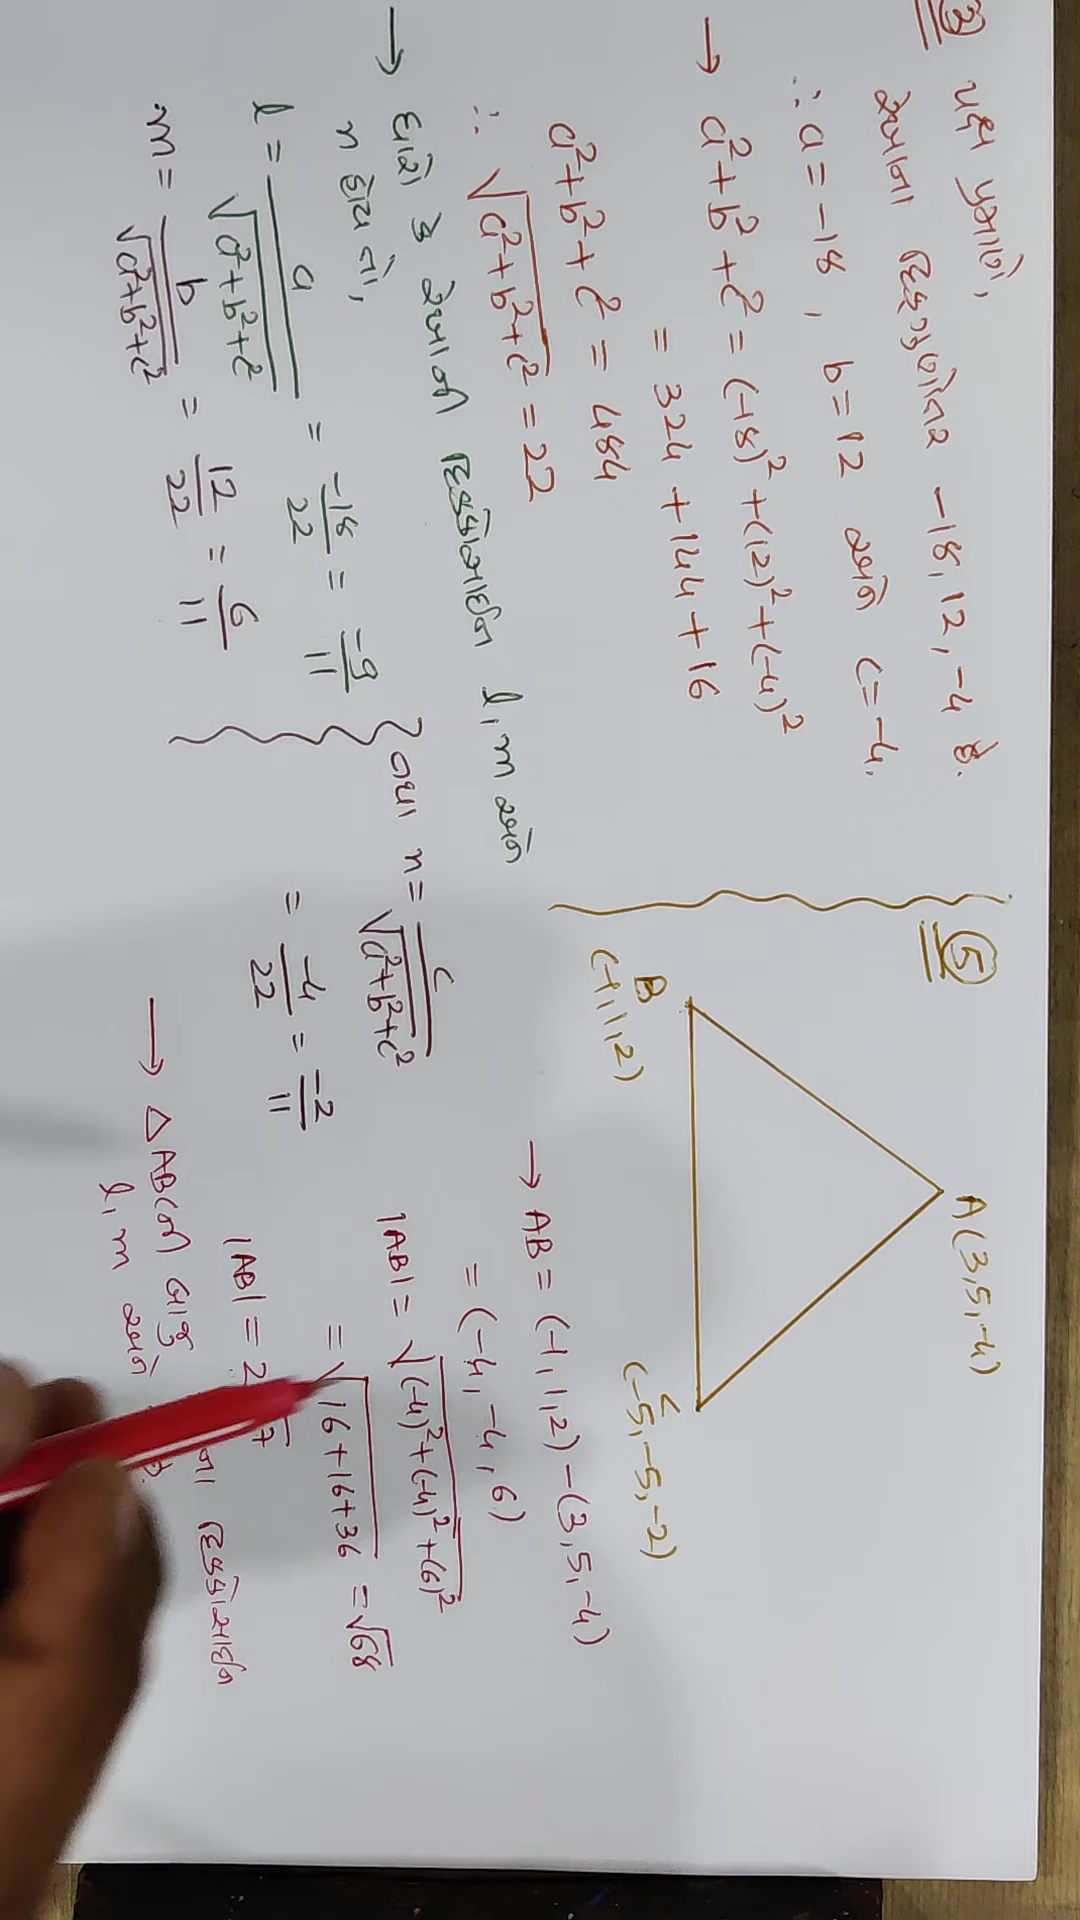 ③ પક્ષ પ્રમાણે,
રેખાના દિક્ગુણોત્તર -18, 12, -4 છે.
∴ a = -18 , b = 12 અને c = -4.
→ a² + b² + c² = (-18)² + (12)² + (-4)²
= 324 + 144 + 16
a² + b² + c² = 484
∴ √(a² + b² + c²) = 22
→ ધારો કે રેખાની દિક્કોસાઈન l, m અને
n હોય તો,
l = a/√(a² + b² + c²) = -18/22 = -9/11
m = b/√(a² + b² + c²) = 12/22 = 6/11
તથા n = c/√(a² + b² + c²)
= -4/22 = -2/11
⑤
A (3, 5, -4)
B
(-1, 1, 2)
C
(-5, -5, -2)
→ AB = (-1, 1, 2) - (3, 5, -4)
= (-4, -4, 6)
|AB| = √((-4)² + (-4)² + (6)²
= √(16 + 16 + 36) = √68
|AB| = 2
→ △ ABC ની બાજુ ના દિક્કોસાઈન
l, m અને છે.